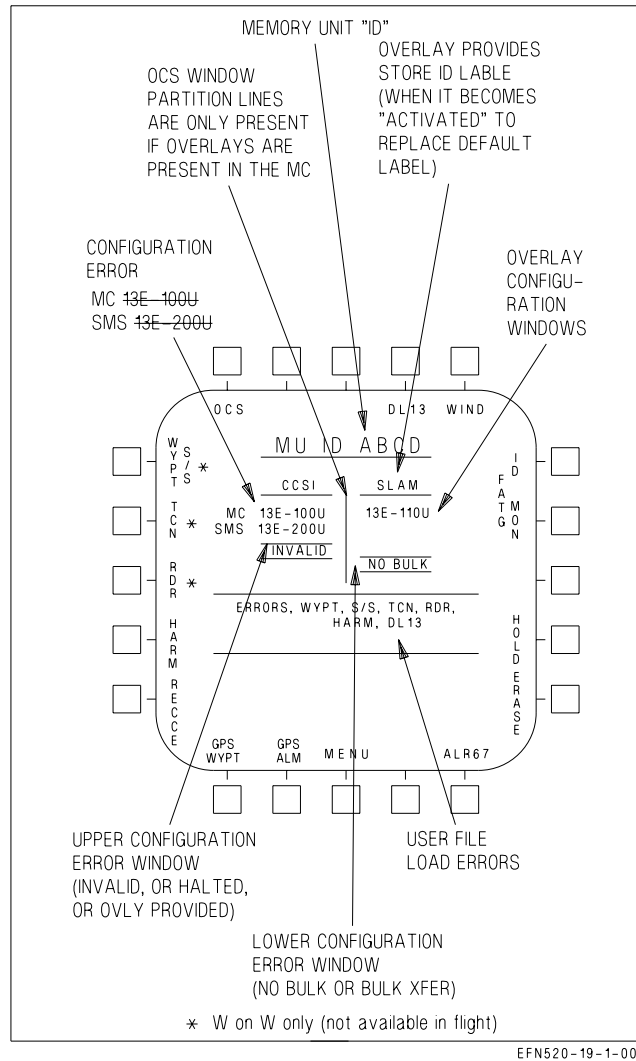 MEMORY UNIT "ID"
OCS WINDOW
PARTITION LINES
ARE ONLY PRESENT
IF OVERLAYS ARE
PRESENT IN THE MC
OVERLAY PROVIDES
STORE ID LABLE
(WHEN IT BECOMES
"ACTIVATED" TO
REPLACE DEFAULT
LABEL)
CONFIGURATION
ERROR
MC 13E-100U
SMS 13E-200U
OVERLAY
CONFIGU-
RATION
WINDOWS
OCS
DL13
WIND
MU ID ABCD
WYPT
S/S *
TCN *
RDR *
HARM
RECCE
CCSI
MC 13E-100U
SMS 13E-200U
INVALID
SLAM
13E-110U
NO BULK
ID
FATG
MON
HOLD
ERASE
ERRORS, WYPT, S/S, TCN, RDR,
HARM, DL13
GPS
WYPT
GPS
ALM
MENU
ALR67
UPPER CONFIGURATION
ERROR WINDOW
(INVALID, OR HALTED,
OR OVLY PROVIDED)
USER FILE
LOAD ERRORS
LOWER CONFIGURATION
ERROR WINDOW
(NO BULK OR BULK XFER)
* W on W only (not available in flight)
EFN520-19-1-00